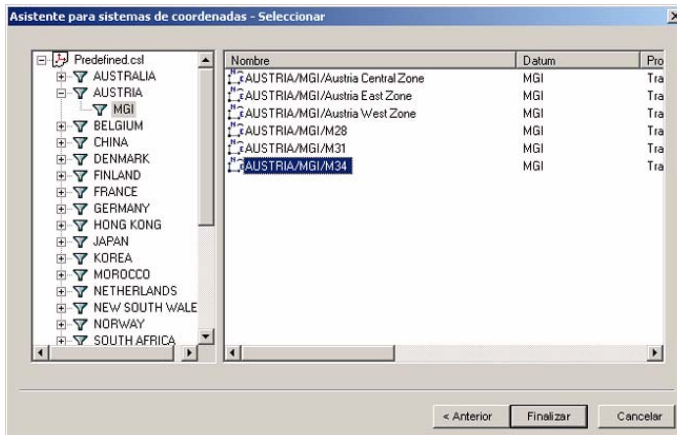 Asistente para sistemas de coordenadas - Seleccionar
Predefined.csl
AUSTRALIA
AUSTRIA
MGI
BELGIUM
CHINA
DENMARK
FINLAND
FRANCE
GERMANY
HONG KONG
JAPAN
KOREA
MOROCCO
NETHERLANDS
NEW SOUTH WALE
NORWAY
SOUTH AFRICA
Nombre Datum Pro
AUSTRIA/MGI/Austria Central Zone MGI Tra
AUSTRIA/MGI/Austria East Zone MGI Tra
AUSTRIA/MGI/Austria West Zone MGI Tra
AUSTRIA/MGI/M28 MGI Tra
AUSTRIA/MGI/M31 MGI Tra
AUSTRIA/MGI/M34 MGI Tra
< Anterior Finalizar Cancelar